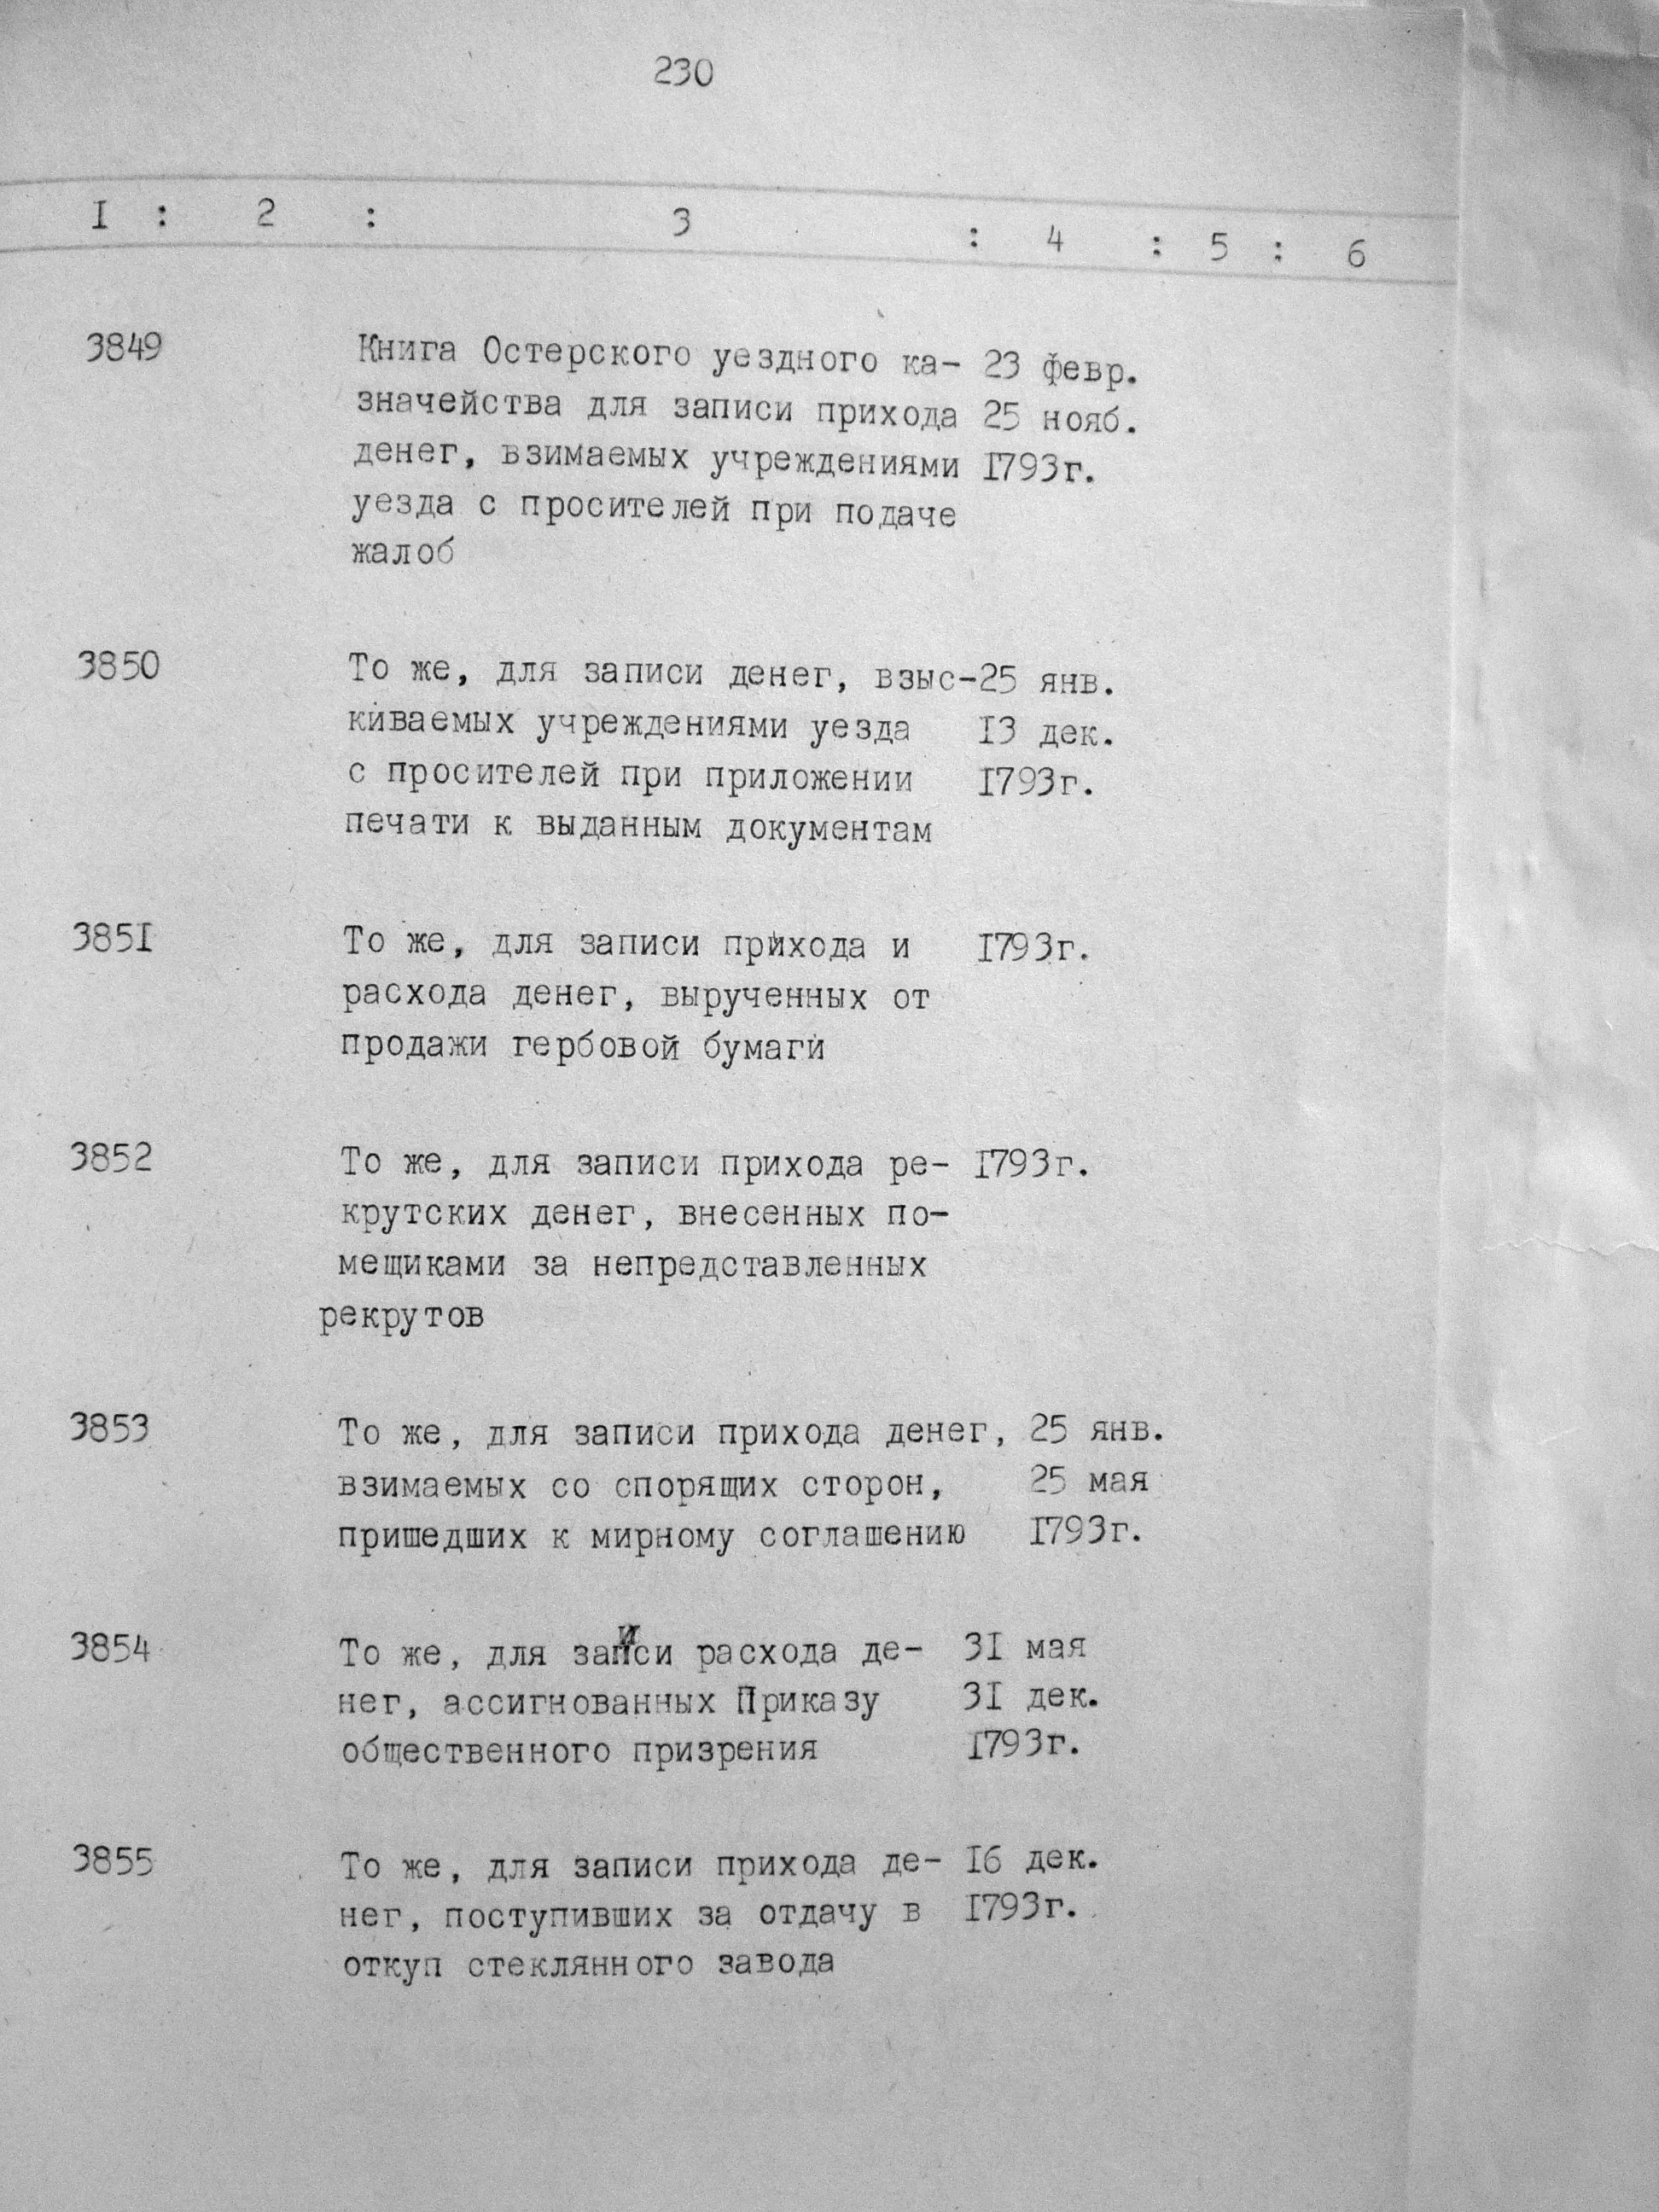 230
I : 2 : 3 : 4 : 5 : 6
3849 Книга Остерского уездного ка- 23 февр.
значейства для записи прихода 25 нояб.
денег, взимаемых учреждениями I793г.
уезда с просителей при подаче
жалоб
3850 То же, для записи денег, взыс-25 янв.
киваемых учреждениями уезда I3 дек.
с просителей при приложении I793г.
печати к выданным документам
385I То же, для записи прихода и I793г.
расхода денег, вырученных от
продажи гербовой бумаги
3852 То же, для записи прихода ре- I793г.
крутских денег, внесенных по-
мещиками за непредставленных
рекрутов
3853 То же, для записи прихода денег, 25 янв.
взимаемых со спорящих сторон, 25 мая
пришедших к мирному соглашению I793г.
3854 То же, для записи расхода де- 3I мая
нег, ассигнованных Приказу 3I дек.
общественного призрения I793г.
3855 То же, для записи прихода де- I6 дек.
нег, поступивших за отдачу в I793г.
откуп стеклянного завода